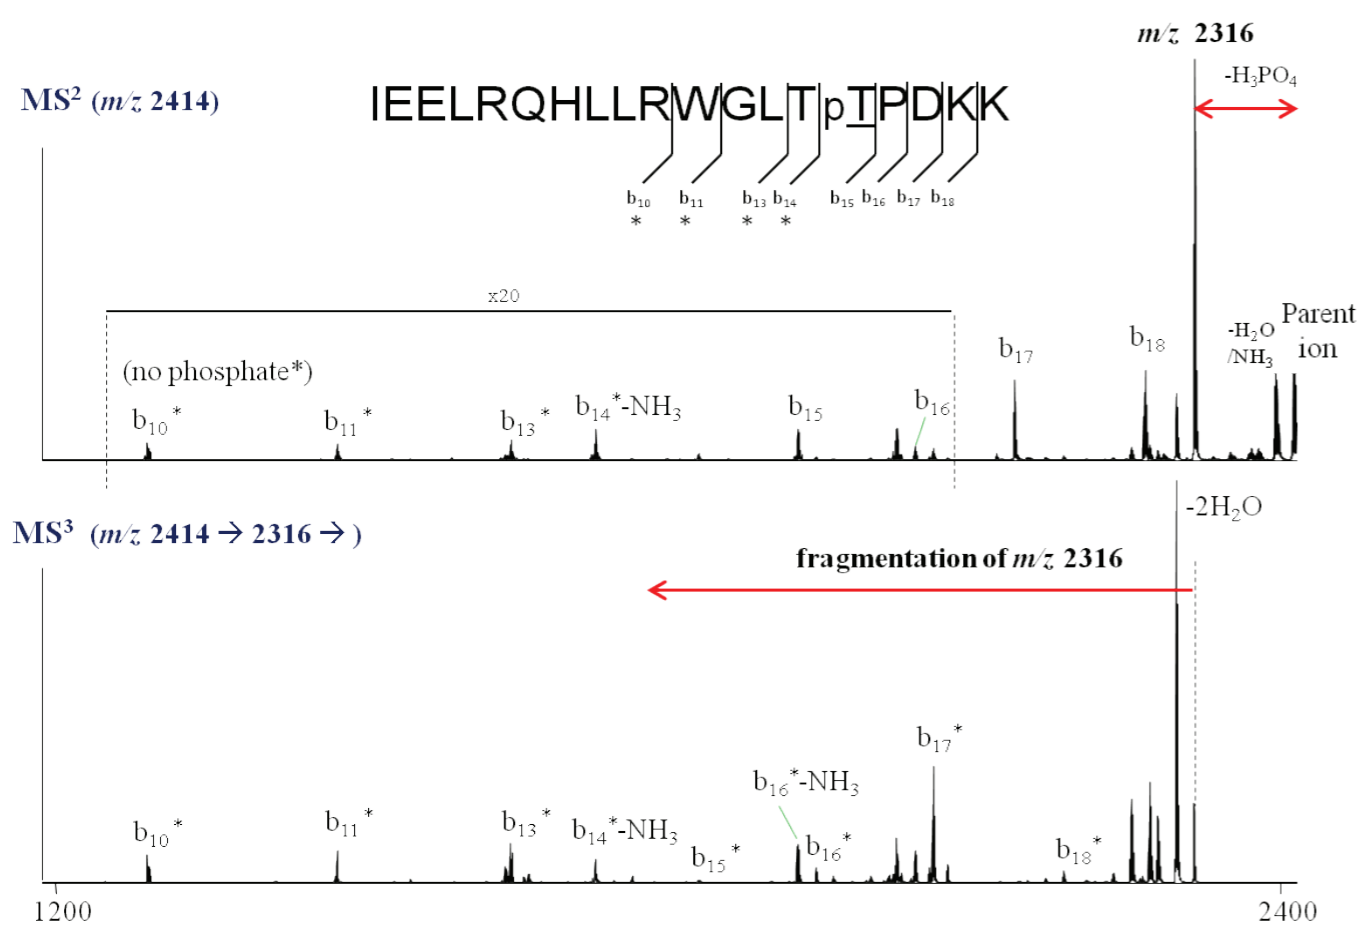 m/z 2316
-H₃PO₄
MS² (m/z 2414)
IEELRQHLLRWGLTpTPDKK
b₁₀ b₁₁ b₁₃ b₁₄ b₁₅ b₁₆ b₁₇ b₁₈
* * * *
x20
-H₂O
/NH₃
Parent
ion
(no phosphate*)
b₁₀* b₁₁* b₁₃* b₁₄*-NH₃ b₁₅ b₁₆ b₁₇ b₁₈
MS³ (m/z 2414 → 2316 → )
-2H₂O
fragmentation of m/z 2316
b₁₀* b₁₁* b₁₃* b₁₄*-NH₃ b₁₅* b₁₆*-NH₃ b₁₆* b₁₇* b₁₈*
1200 2400